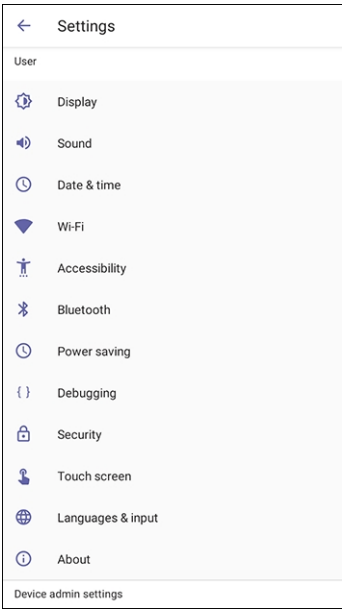 Settings
User
Display
Sound
Date & time
Wi-Fi
Accessibility
Bluetooth
Power saving
{ } Debugging
Security
Touch screen
Languages & input
About
Device admin settings